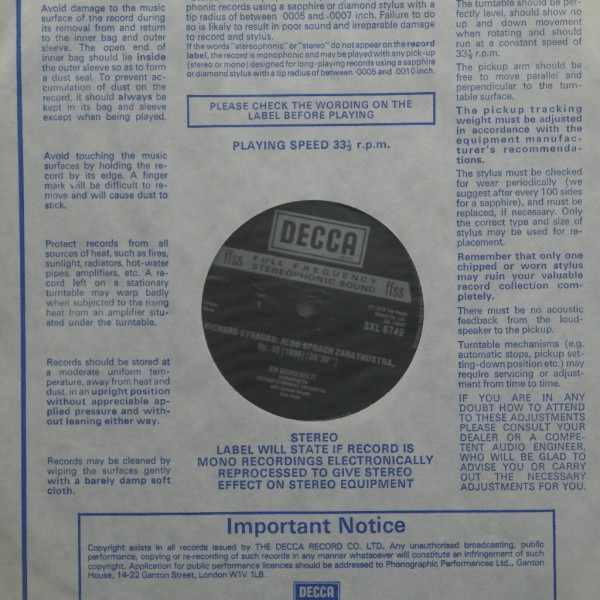 Avoid damage to the music
surface of the record during
its removal from and return
to the inner bag and outer
sleeve. The open end of
inner bag should lie inside
the outer sleeve so as to form
a dust seal. To prevent ac-
cumulation of dust on the
record, it should always be
kept in its bag and sleeve
except when being played.
Avoid touching the music
surfaces by holding the re-
cord by its edge. A finger
mark will be difficult to re-
move and will cause dust to
stick.
Protect records from all
sources of heat, such as fires,
sunlight, radiators, hot-water
pipes, amplifiers, etc. A re-
cord left on a stationary
turntable may warp badly
when subjected to the rising
heat from an amplifier situ-
ated under the turntable.
Records should be stored at
a moderate uniform tem-
perature, away from heat and
dust, in an upright position
without appreciable ap-
plied pressure and with-
out leaning either way.
Records may be cleaned by
wiping the surfaces gently
with a barely damp soft
cloth.
phonic records using a sapphire or diamond stylus with a
tip radius of between ·0005 and ·0007 inch. Failure to do
so is likely to result in poor sound and irreparable damage
to record and stylus.
If the words "stereophonic" or "stereo" do not appear on the record
label, the record is monophonic and may be played with any pick-up
(stereo or mono) designed for long-playing records using a sapphire
or diamond stylus with a tip radius of between ·0005 and ·0010 inch.
PLEASE CHECK THE WORDING ON THE
LABEL BEFORE PLAYING
PLAYING SPEED 33⅓ r.p.m.
DECCA
ffss FULL FREQUENCY STEREOPHONIC SOUND ffss
SXL 6749
RICHARD STRAUSS: ALSO SPRACH ZARATHUSTRA,
Op. 30 (1896)
SIR GEORG SOLTI
STEREO
LABEL WILL STATE IF RECORD IS
MONO RECORDINGS ELECTRONICALLY
REPROCESSED TO GIVE STEREO
EFFECT ON STEREO EQUIPMENT
The turntable should be per-
fectly level, should show no
up and down movement
when rotating and should
run at a constant speed of
33⅓ r.p.m.
The pickup arm should be
free to move parallel and
perpendicular to the turn-
table surface.
The pickup tracking
weight must be adjusted
in accordance with the
equipment manufac-
turer's recommenda-
tions.
The stylus must be checked
for wear periodically (we
suggest after every 100 sides
for a sapphire), and must be
replaced, if necessary. Only
the correct type and size of
stylus may be used for re-
placement.
Remember that only one
chipped or worn stylus
may ruin your valuable
record collection com-
pletely.
There must be no acoustic
feedback from the loud-
speaker to the pickup.
Turntable mechanisms (e.g.
automatic stops, pickup set-
ting-down position etc.) may
require servicing or adjust-
ment from time to time.
IF YOU ARE IN ANY
DOUBT HOW TO ATTEND
TO THESE ADJUSTMENTS
PLEASE CONSULT YOUR
DEALER OR A COMPE-
TENT AUDIO ENGINEER,
WHO WILL BE GLAD TO
ADVISE YOU OR CARRY
OUT THE NECESSARY
ADJUSTMENTS FOR YOU.
Important Notice
Copyright exists in all records issued by THE DECCA RECORD CO. LTD. Any unauthorised broadcasting, public
performance, copying or re-recording of such records in any manner whatsoever will constitute an infringement of such
copyright. Application for public performance licences should be addressed to Phonographic Performances Ltd., Ganton
House, 14-22 Ganton Street, London W1V 1LB.
DECCA